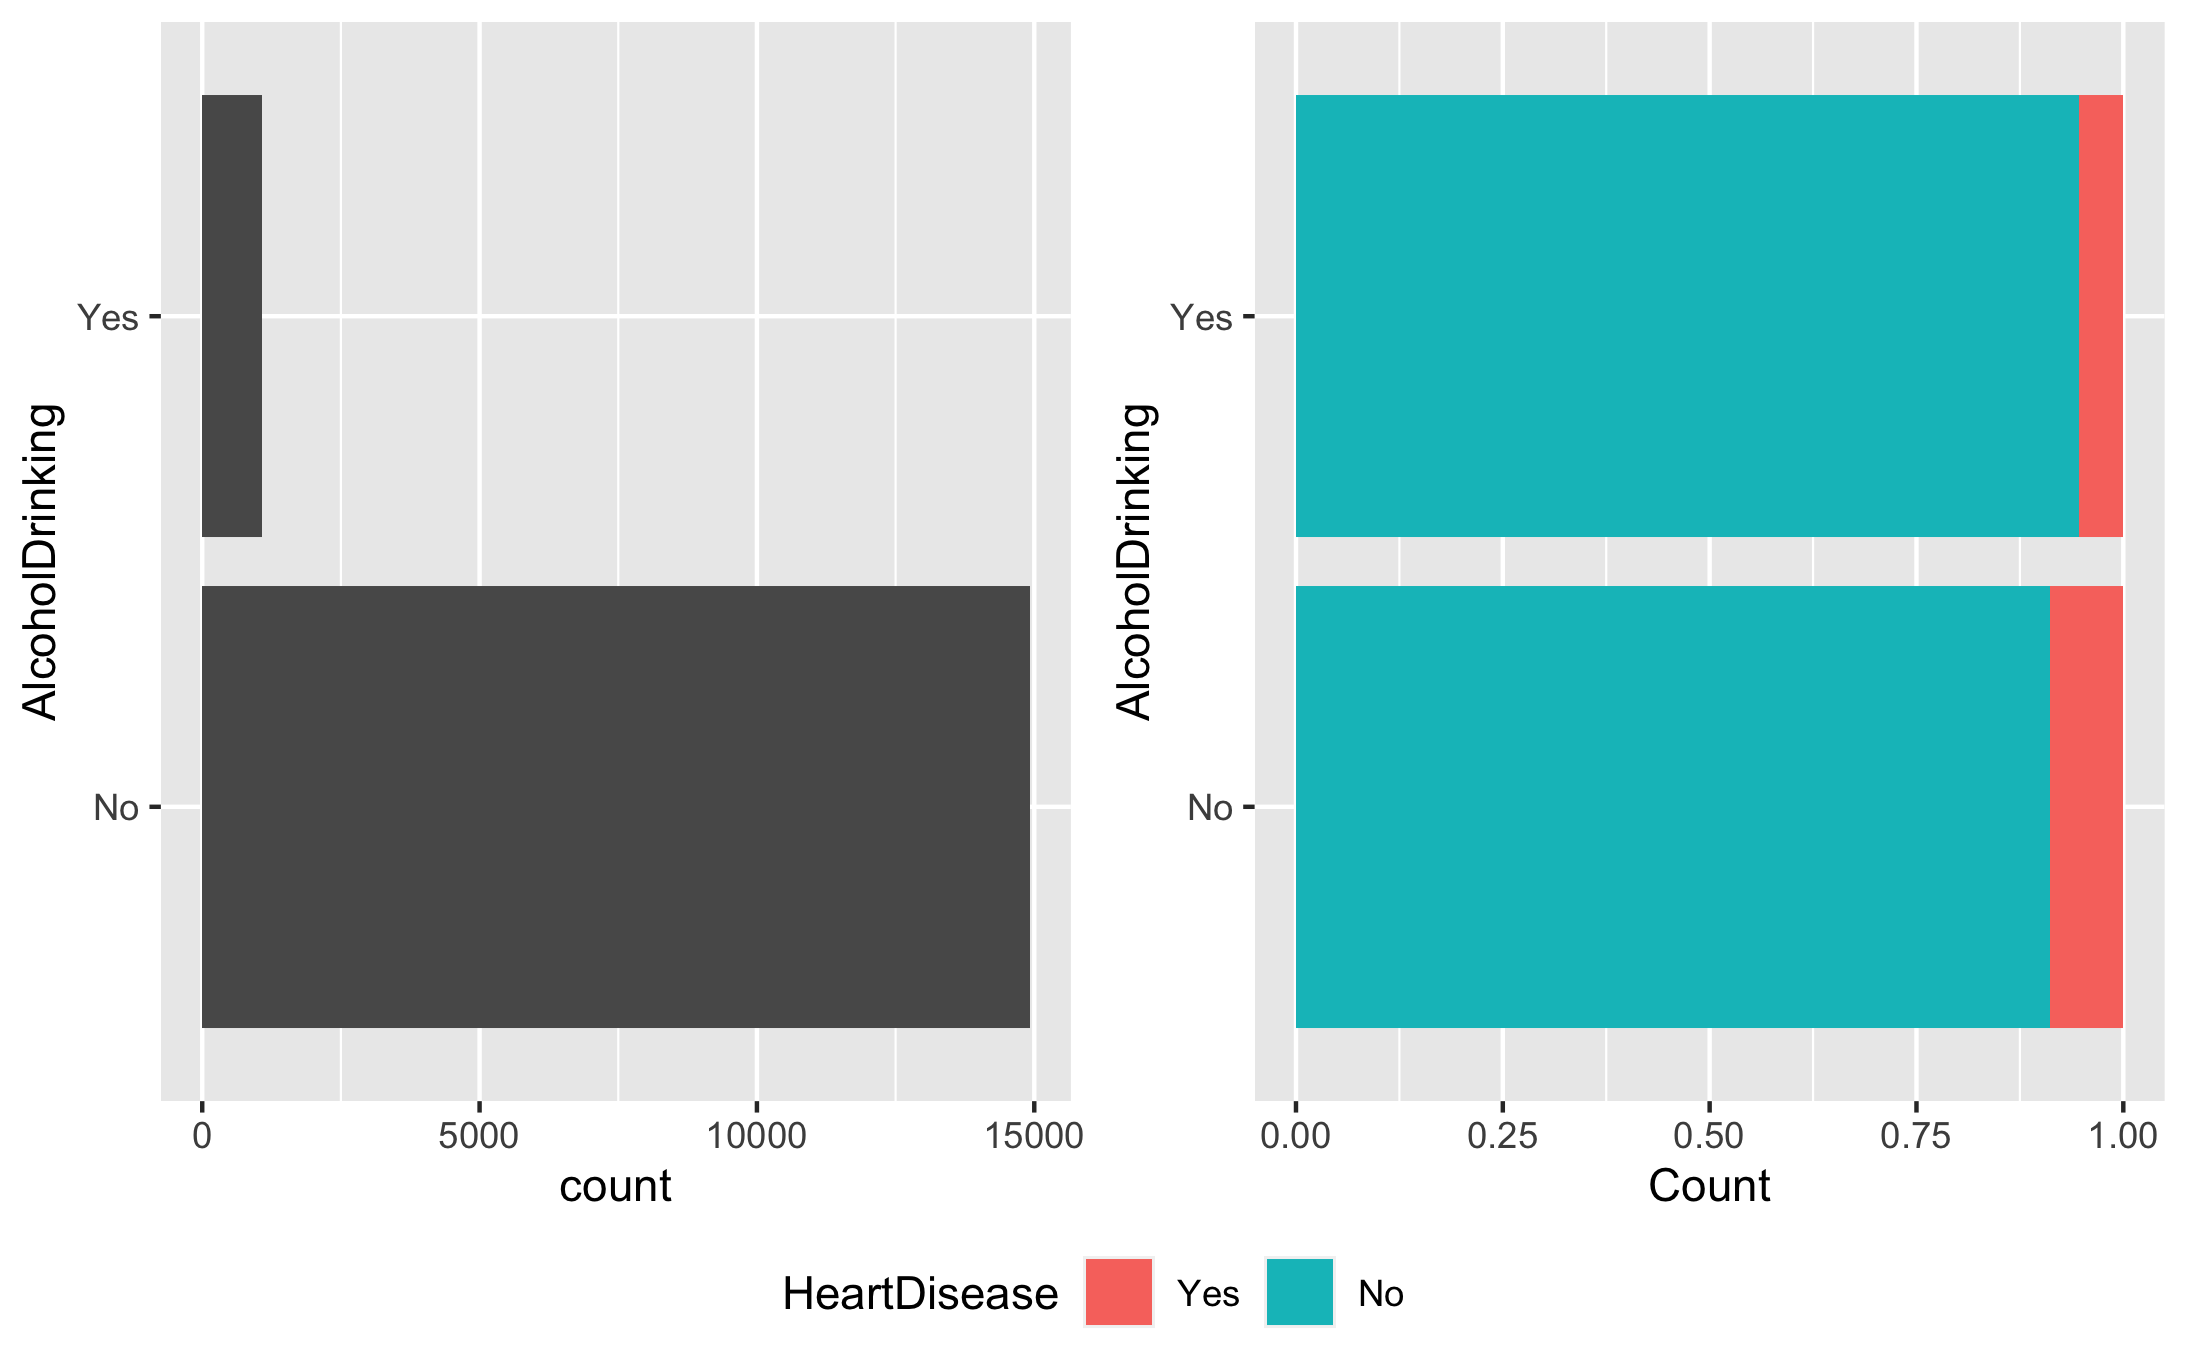 AlcoholDrinking
Yes
No
0 5000 10000 15000
count
AlcoholDrinking
Yes
No
0.00 0.25 0.50 0.75 1.00
Count
HeartDisease Yes No